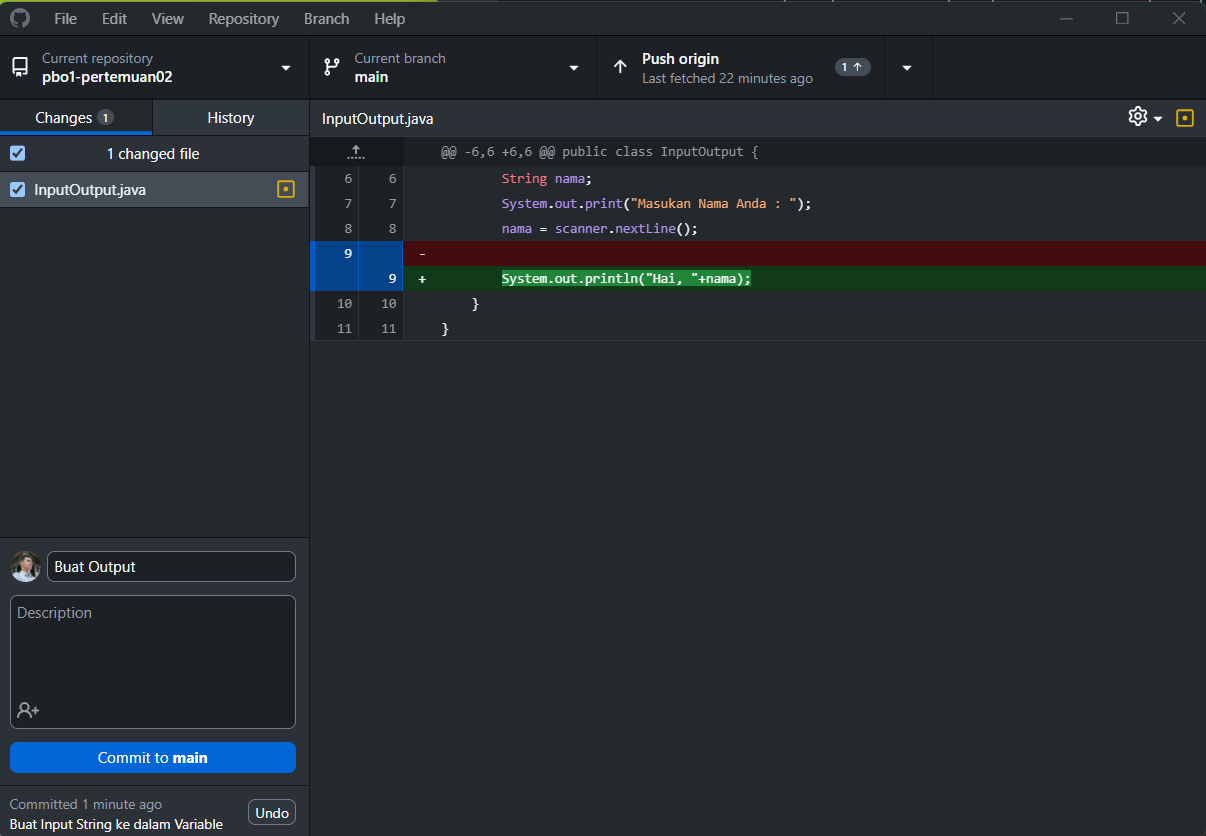 File Edit View Repository Branch Help
Current repository
pbo1-pertemuan02
Current branch
main
Push origin
Last fetched 22 minutes ago
1
Changes 1
History
InputOutput.java
1 changed file
InputOutput.java
@@ -6,6 +6,6 @@ public class InputOutput {
6 6 String nama;
7 7 System.out.print("Masukan Nama Anda : ");
8 8 nama = scanner.nextLine();
9 -
9 + System.out.println("Hai, "+nama);
10 10 }
11 11 }
Buat Output
Description
Commit to main
Committed 1 minute ago
Buat Input String ke dalam Variable
Undo